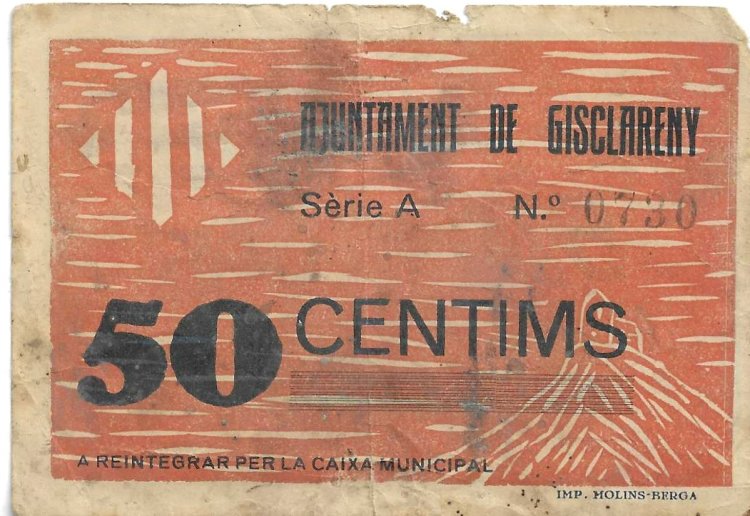 AJUNTAMENT DE GISCLARENY
Sèrie A N.º 0730
50 CENTIMS
A REINTEGRAR PER LA CAIXA MUNICIPAL
IMP. MOLINS-BERGA